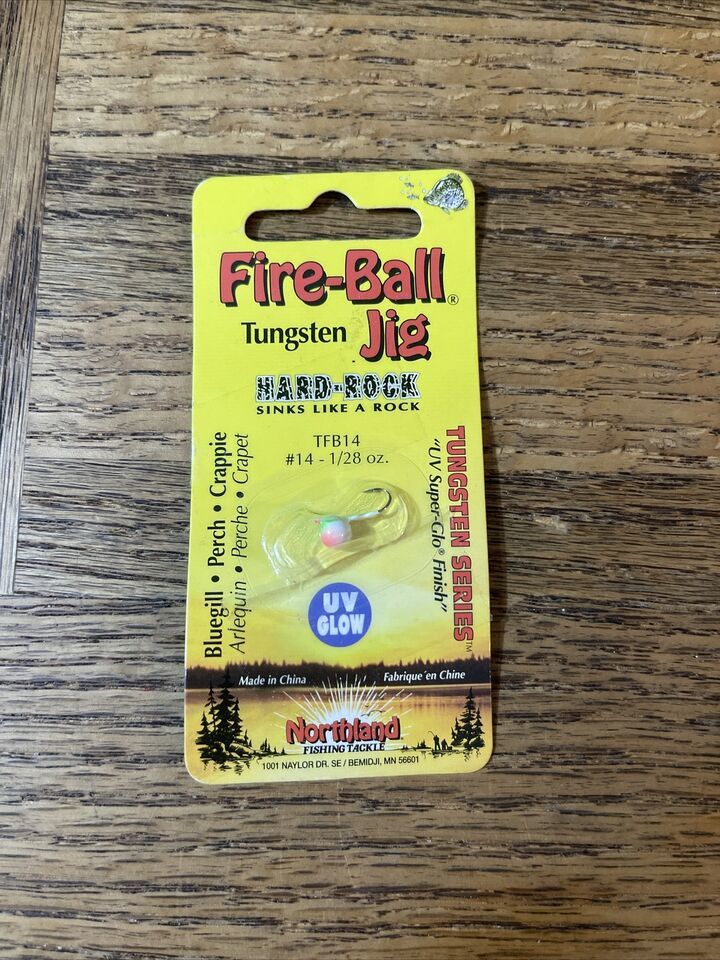 Fire-Ball®
Tungsten Jig
HARD-ROCK
SINKS LIKE A ROCK
TFB14
#14 - 1/28 oz.
Bluegill • Perch • Crappie
Arlequin • Perche • Crapet
TUNGSTEN SERIES™
"UV Super-Glo® Finish"
UV
GLOW
Made in China
Fabrique en Chine
Northland
FISHING TACKLE
1001 NAYLOR DR. SE / BEMIDJI, MN 56601